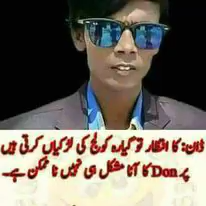 ڈان: کا انتظار تو گیارہ کولج کی لڑکیاں کرتی ہیں
پر Don کا آنا مشکل ہی نہیں نا ممکن ہے۔